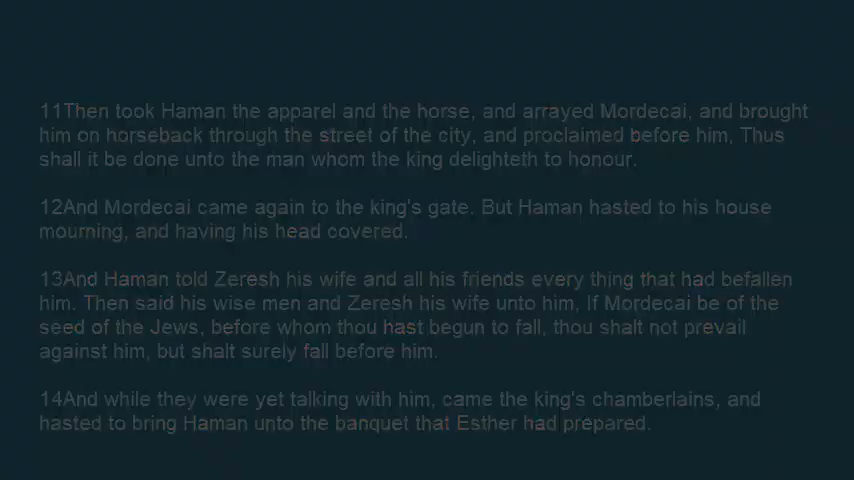 11Then took Haman the apparel and the horse, and arrayed Mordecai, and brought
him on horseback through the street of the city, and proclaimed before him, Thus
shall it be done unto the man whom the king delighteth to honour.
12And Mordecai came again to the king's gate. But Haman hasted to his house
mourning, and having his head covered.
13And Haman told Zeresh his wife and all his friends every thing that had befallen
him. Then said his wise men and Zeresh his wife unto him, If Mordecai be of the
seed of the Jews, before whom thou hast begun to fall, thou shalt not prevail
against him, but shalt surely fall before him.
14And while they were yet talking with him, came the king's chamberlains, and
hasted to bring Haman unto the banquet that Esther had prepared.